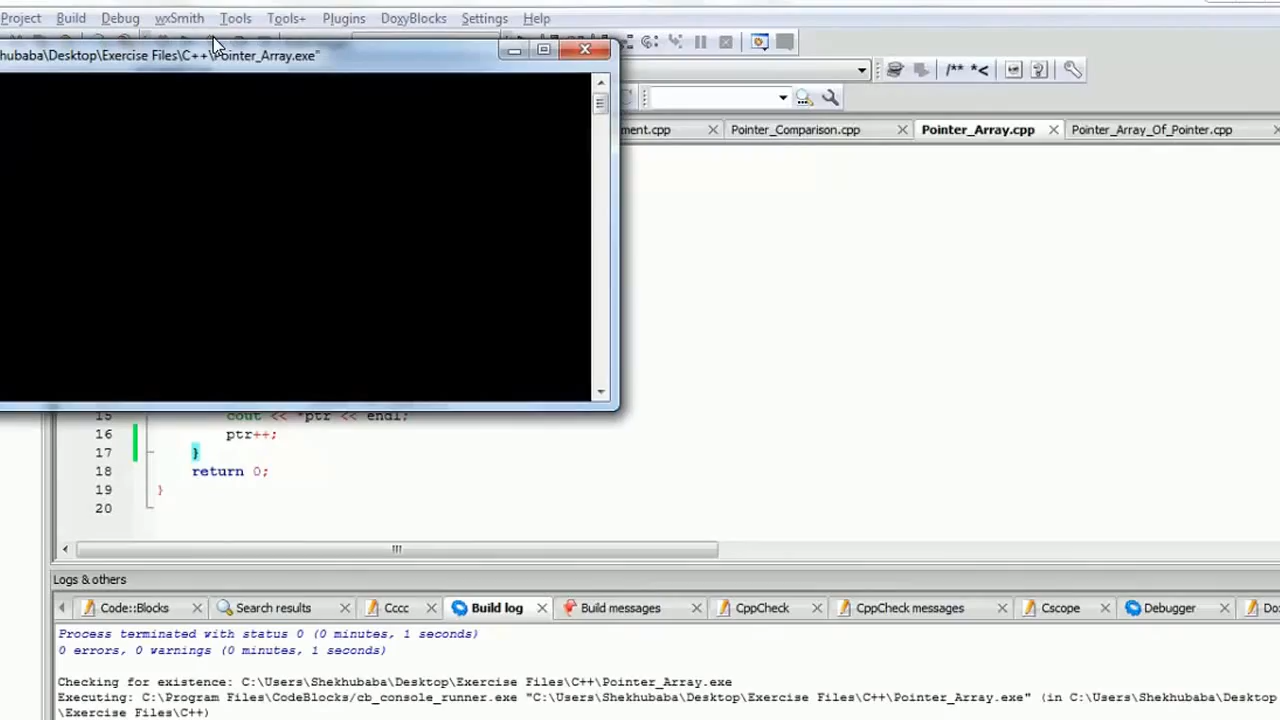 Project Build Debug wxSmith Tools Tools+ Plugins DoxyBlocks Settings Help
hubaba\Desktop\Exercise Files\C++\Pointer_Array.exe"
/** *<
ment.cpp Pointer_Comparison.cpp Pointer_Array.cpp Pointer_Array_Of_Pointer.cpp
15 cout << *ptr << endl;
16 ptr++;
17 }
18 return 0;
19 }
20
Logs & others
Code::Blocks Search results Cccc Build log Build messages CppCheck CppCheck messages Cscope Debugger Do
Process terminated with status 0 (0 minutes, 1 seconds)
0 errors, 0 warnings (0 minutes, 1 seconds)
Checking for existence: C:\Users\Shekhubaba\Desktop\Exercise Files\C++\Pointer_Array.exe
Executing: C:\Program Files\CodeBlocks/cb_console_runner.exe "C:\Users\Shekhubaba\Desktop\Exercise Files\C++\Pointer_Array.exe" (in C:\Users\Shekhubaba\Desktop
\Exercise Files\C++)